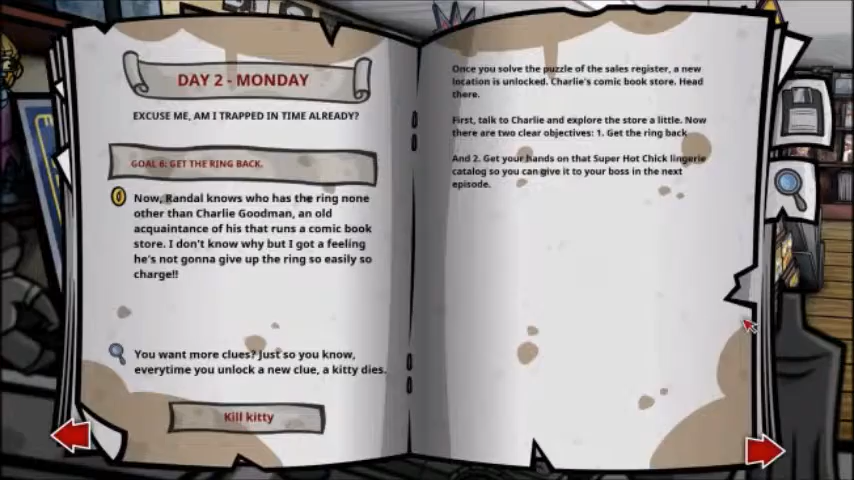 DAY 2 - MONDAY
EXCUSE ME, AM I TRAPPED IN TIME ALREADY?
GOAL 6: GET THE RING BACK.
Now, Randal knows who has the ring none
other than Charlie Goodman, an old
acquaintance of his that runs a comic book
store. I don't know why but I got a feeling
he's not gonna give up the ring so easily so
charge!!
You want more clues? Just so you know,
everytime you unlock a new clue, a kitty dies.
Kill kitty
Once you solve the puzzle of the sales register, a new
location is unlocked. Charlie's comic book store. Head
there.
First, talk to Charlie and explore the store a little. Now
there are two clear objectives: 1. Get the ring back
And 2. Get your hands on that Super Hot Chick lingerie
catalog so you can give it to your boss in the next
episode.